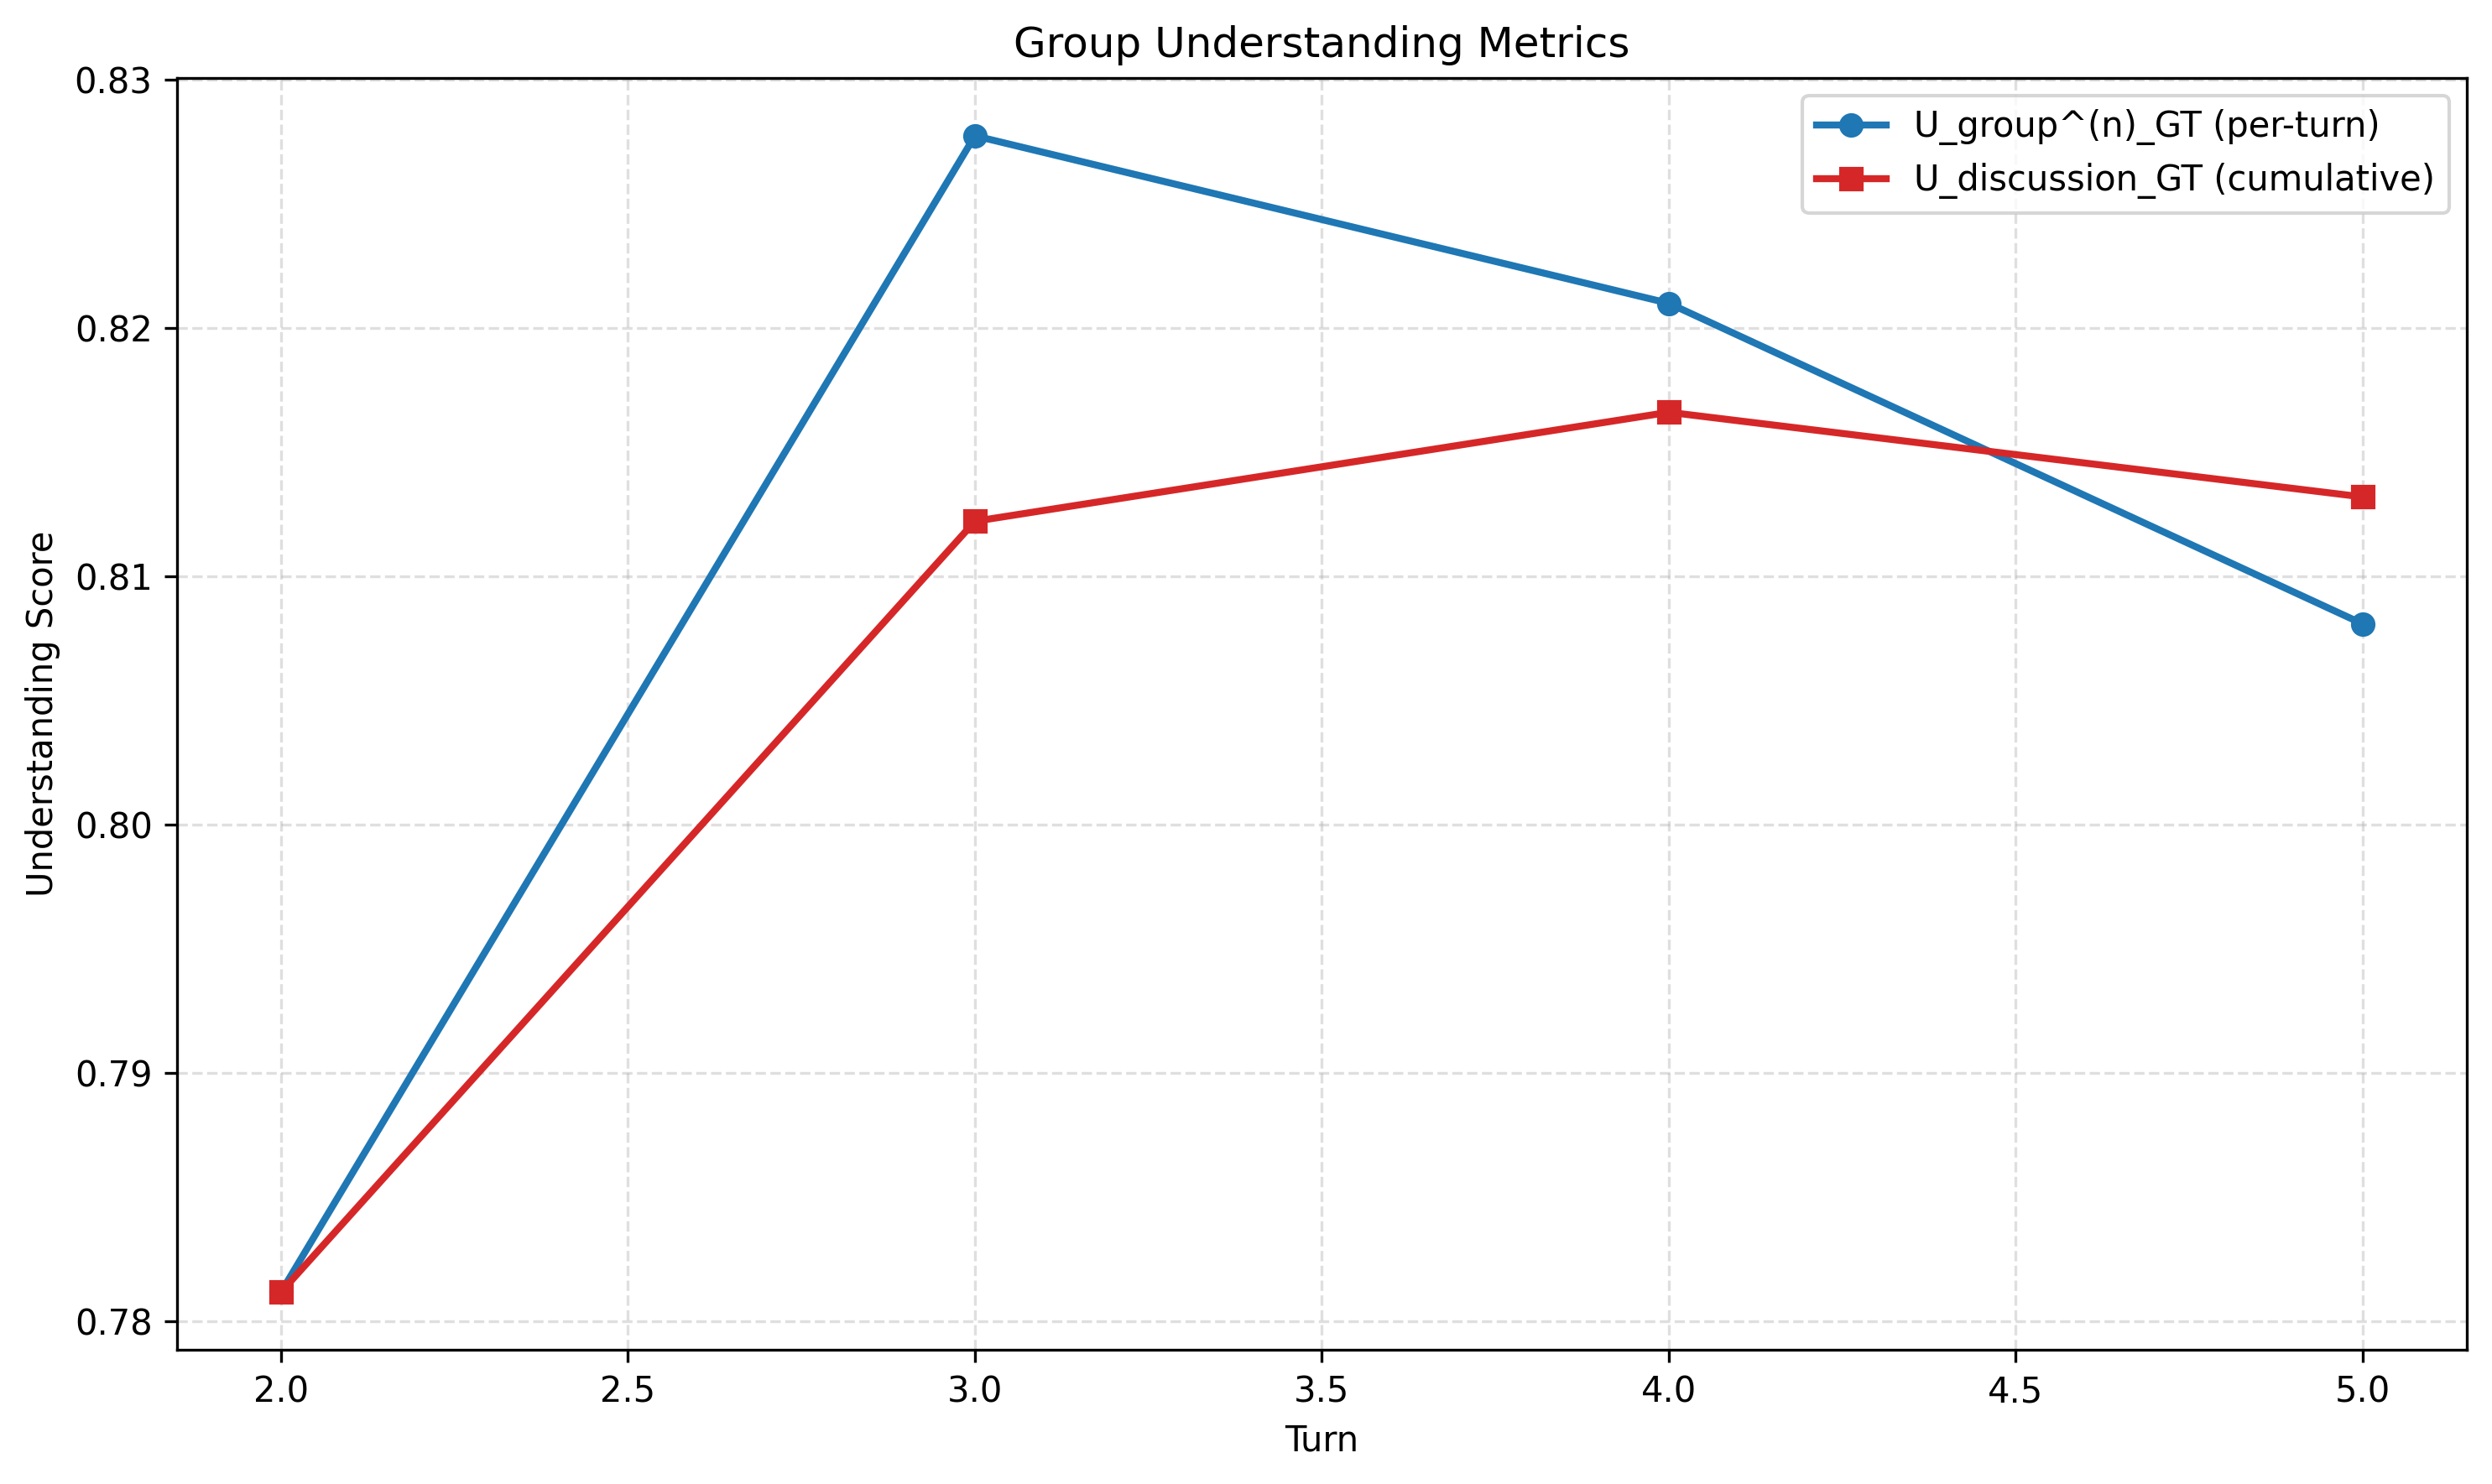 Group Understanding Metrics
U_group^(n)_GT (per-turn)
U_discussion_GT (cumulative)
Understanding Score
0.83
0.82
0.81
0.80
0.79
0.78
2.0 2.5 3.0 3.5 4.0 4.5 5.0
Turn